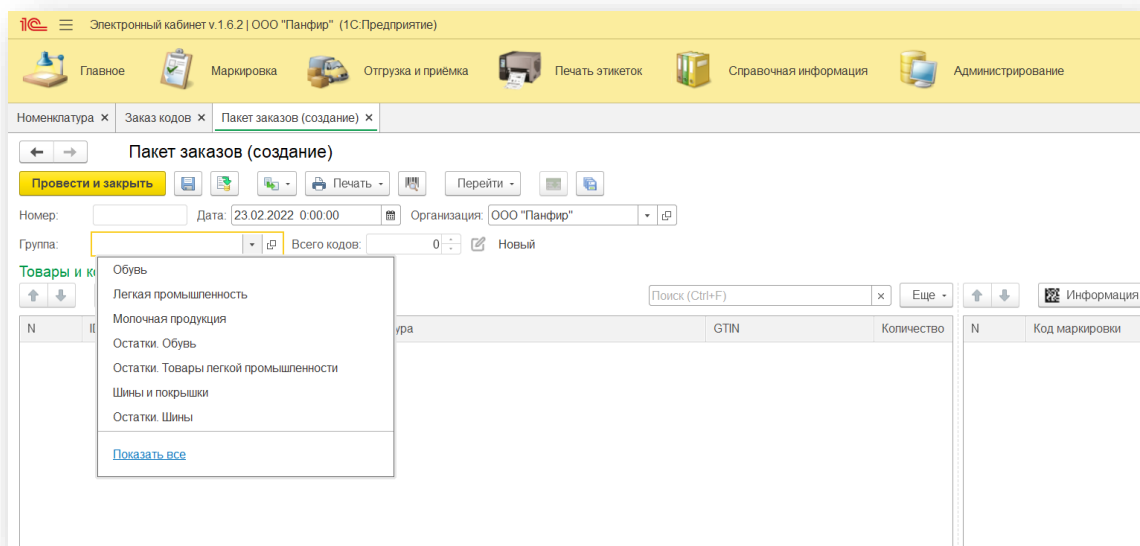 1С Электронный кабинет v.1.6.2 | ООО "Панфир" (1С:Предприятие)
Главное Маркировка Отгрузка и приёмка Печать этикеток Справочная информация Администрирование
Номенклатура × Заказ кодов × Пакет заказов (создание) ×
Пакет заказов (создание)
Провести и закрыть Печать Перейти
Номер: Дата: 23.02.2022 0:00:00 Организация: ООО "Панфир"
Группа: Всего кодов: 0 Новый
Товары и к
Обувь
Легкая промышленность
Молочная продукция
Остатки. Обувь
Остатки. Товары легкой промышленности
Шины и покрышки
Остатки. Шины
Показать все
Поиск (Ctrl+F) × Еще Информация
N ура GTIN Количество N Код маркировки